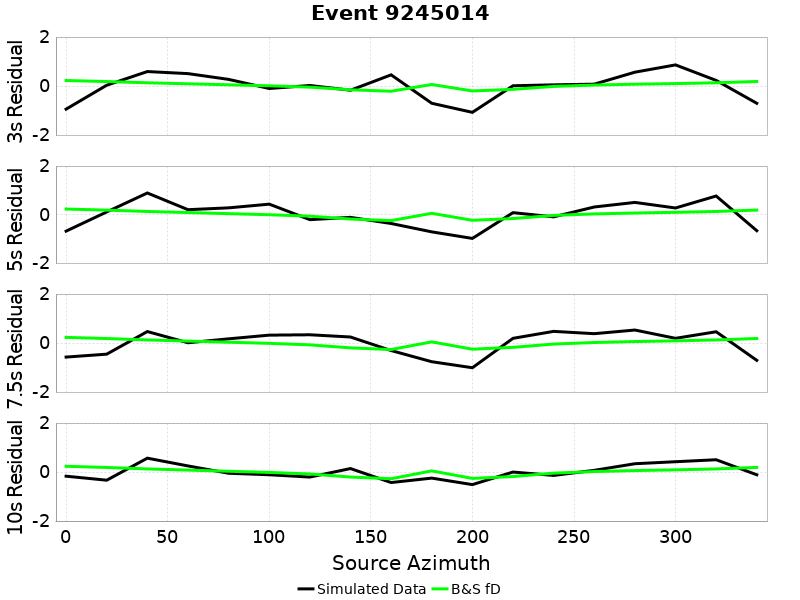 Event 9245014
3s Residual
2
0
-2
5s Residual
2
0
-2
7.5s Residual
2
0
-2
10s Residual
2
0
-2
0 50 100 150 200 250 300
Source Azimuth
Simulated Data B&S fD